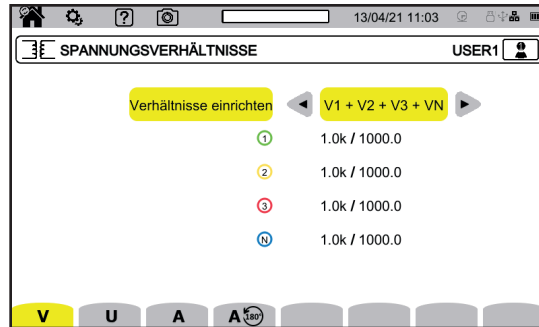 ? 13/04/21 11:03
SPANNUNGSVERHÄLTNISSE USER1
Verhältnisse einrichten ◀ V1 + V2 + V3 + VN ▶
1 1.0k / 1000.0
2 1.0k / 1000.0
3 1.0k / 1000.0
N 1.0k / 1000.0
V U A A 180°